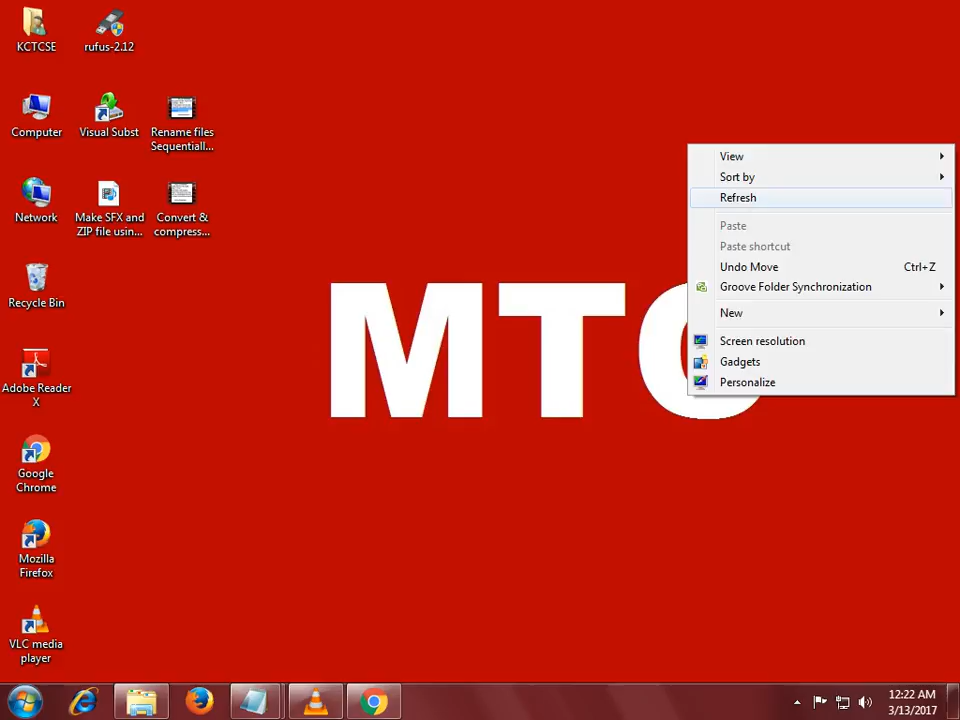 KCTCSE
rufus-2.12
Computer
Visual Subst
Rename files
Sequentiall...
Network
Make SFX and
ZIP file usin...
Convert &
compress...
Recycle Bin
Adobe Reader
X
Google
Chrome
Mozilla
Firefox
VLC media
player
MTC
View
Sort by
Refresh
Paste
Paste shortcut
Undo Move Ctrl+Z
Groove Folder Synchronization
New
Screen resolution
Gadgets
Personalize
12:22 AM
3/13/2017